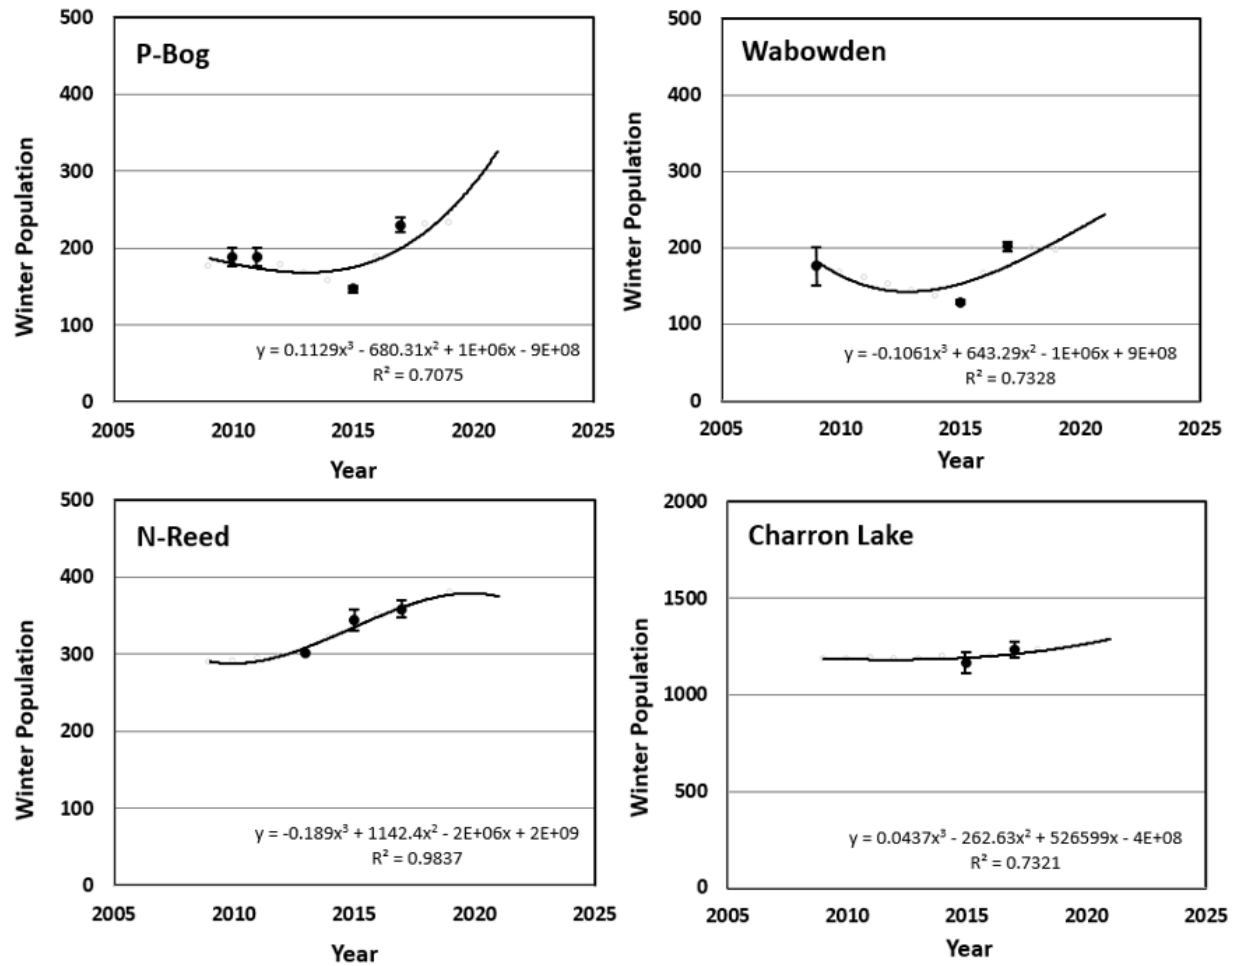 P-Bog
Winter Population
500
400
300
200
100
0
y = 0.1129x³ - 680.31x² + 1E+06x - 9E+08
R² = 0.7075
2005 2010 2015 2020 2025
Year
Wabowden
Winter Population
500
400
300
200
100
0
y = -0.1061x³ + 643.29x² - 1E+06x + 9E+08
R² = 0.7328
2005 2010 2015 2020 2025
Year
N-Reed
Winter Population
500
400
300
200
100
0
y = -0.189x³ + 1142.4x² - 2E+06x + 2E+09
R² = 0.9837
2005 2010 2015 2020 2025
Year
Charron Lake
Winter Population
2000
1500
1000
500
0
y = 0.0437x³ - 262.63x² + 526599x - 4E+08
R² = 0.7321
2005 2010 2015 2020 2025
Year